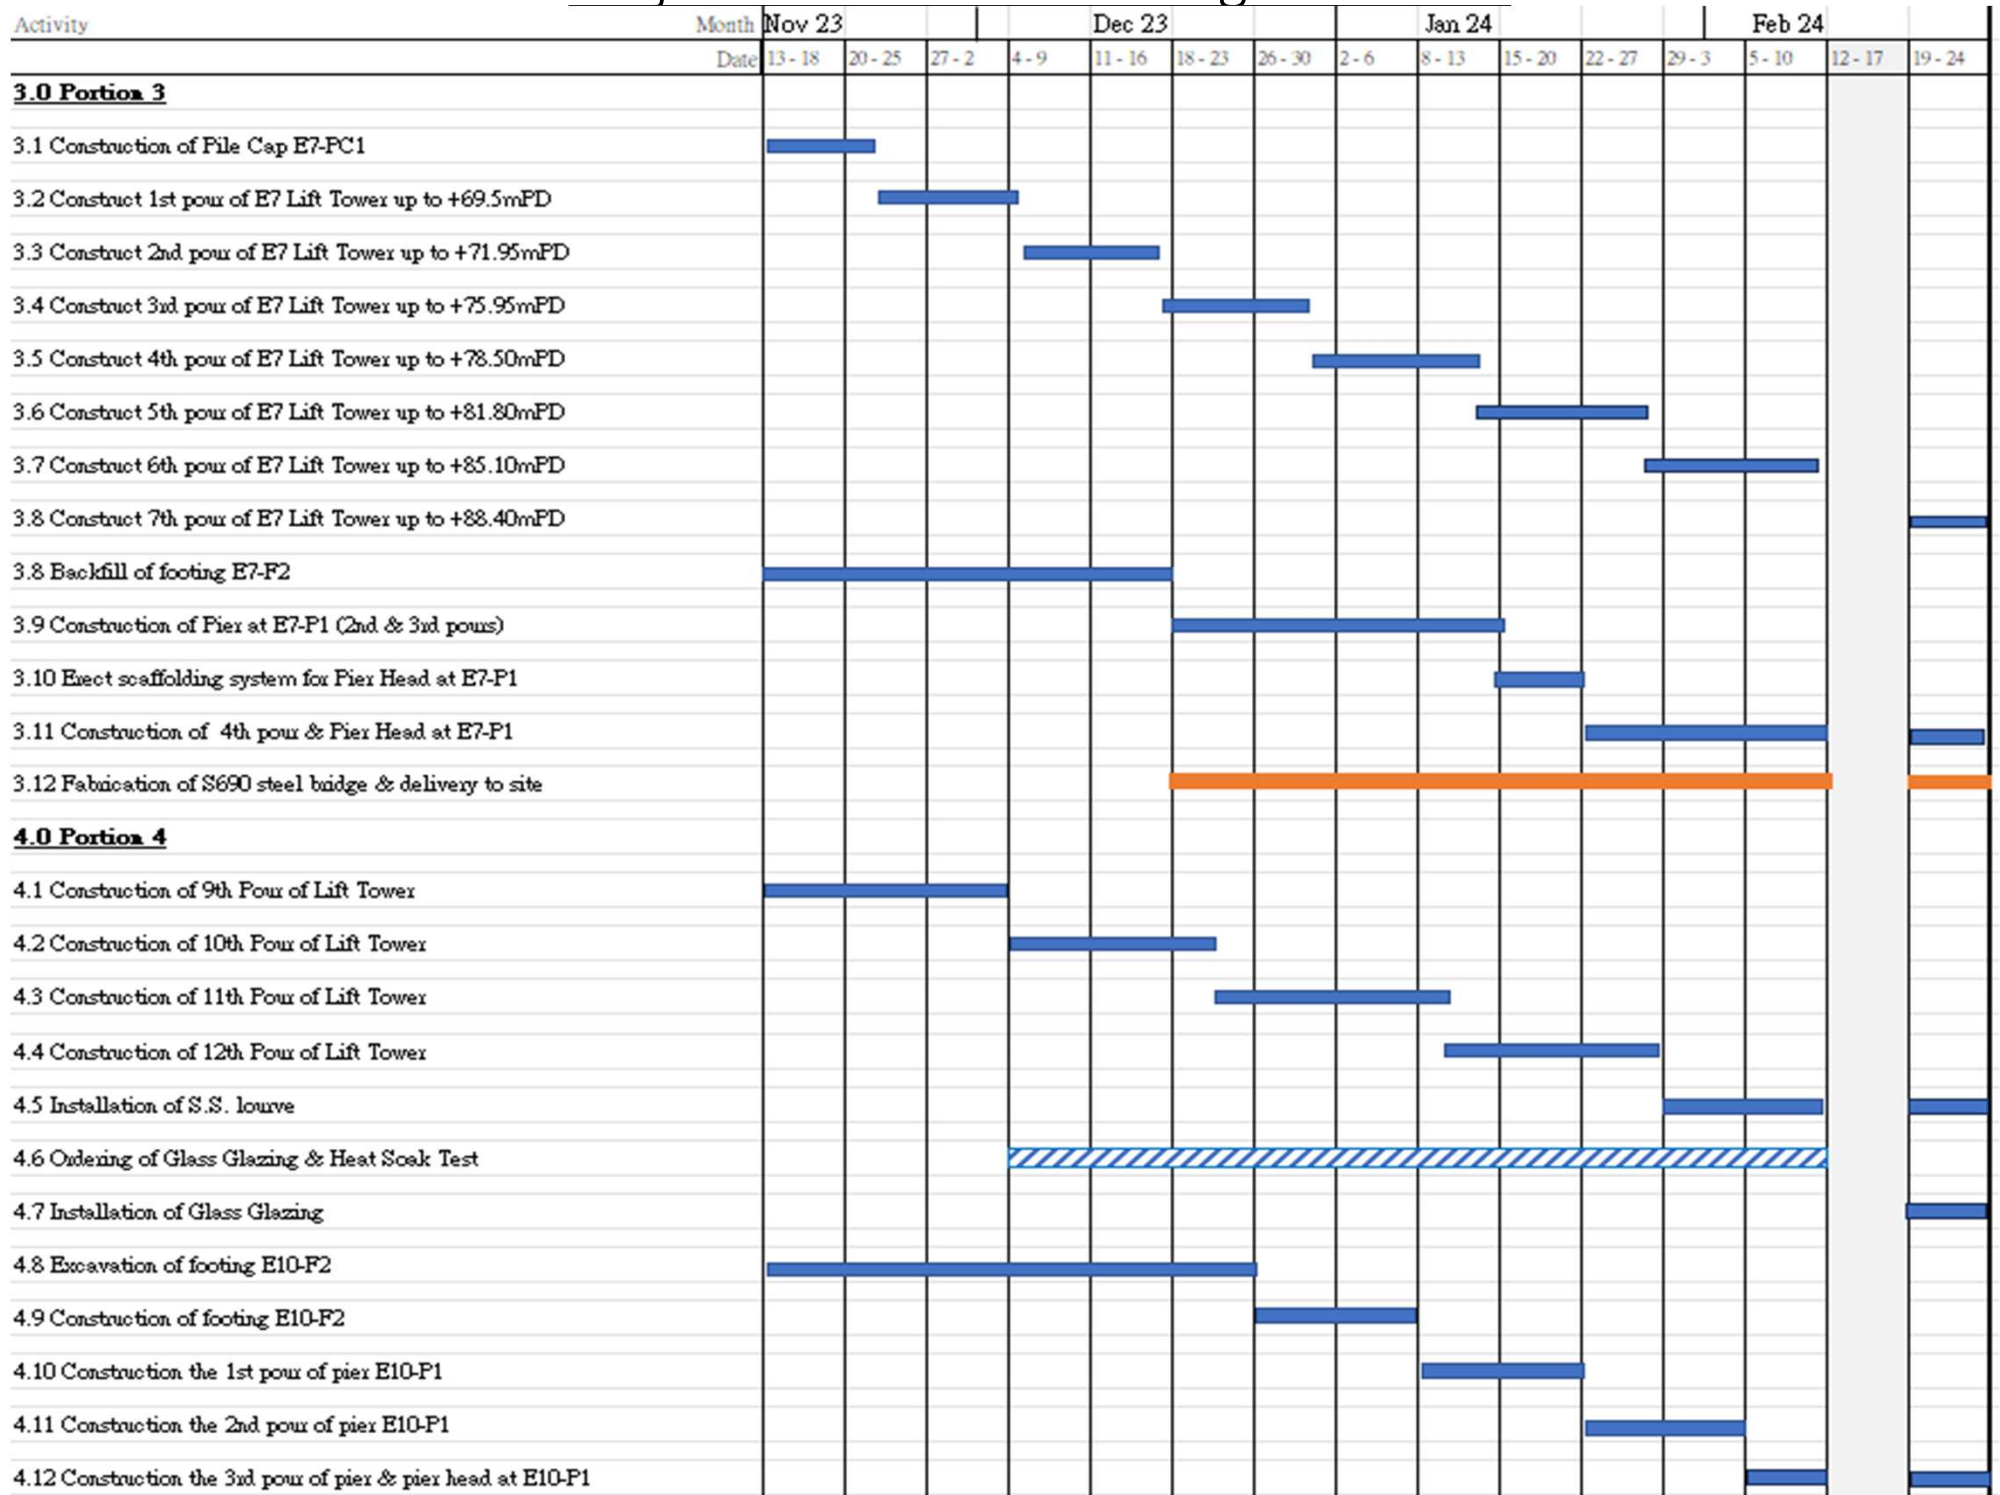 Activity Month Nov 23 Dec 23 Jan 24 Feb 24
Date 13 - 18 20 - 25 27 - 2 4 - 9 11 - 16 18 - 23 26 - 30 2 - 6 8 - 13 15 - 20 22 - 27 29 - 3 5 - 10 12 - 17 19 - 24
3.0 Portion 3
3.1 Construction of Pile Cap E7-PC1
3.2 Construct 1st pour of E7 Lift Tower up to +69.5mPD
3.3 Construct 2nd pour of E7 Lift Tower up to +71.95mPD
3.4 Construct 3rd pour of E7 Lift Tower up to +75.95mPD
3.5 Construct 4th pour of E7 Lift Tower up to +78.50mPD
3.6 Construct 5th pour of E7 Lift Tower up to +81.80mPD
3.7 Construct 6th pour of E7 Lift Tower up to +85.10mPD
3.8 Construct 7th pour of E7 Lift Tower up to +88.40mPD
3.8 Backfill of footing E7-F2
3.9 Construction of Pier at E7-P1 (2nd & 3rd pours)
3.10 Erect scaffolding system for Pier Head at E7-P1
3.11 Construction of 4th pour & Pier Head at E7-P1
3.12 Fabrication of S690 steel bridge & delivery to site
4.0 Portion 4
4.1 Construction of 9th Pour of Lift Tower
4.2 Construction of 10th Pour of Lift Tower
4.3 Construction of 11th Pour of Lift Tower
4.4 Construction of 12th Pour of Lift Tower
4.5 Installation of S.S. lourve
4.6 Ordering of Glass Glazing & Heat Soak Test
4.7 Installation of Glass Glazing
4.8 Excavation of footing E10-F2
4.9 Construction of footing E10-F2
4.10 Construction the 1st pour of pier E10-P1
4.11 Construction the 2nd pour of pier E10-P1
4.12 Construction the 3rd pour of pier & pier head at E10-P1